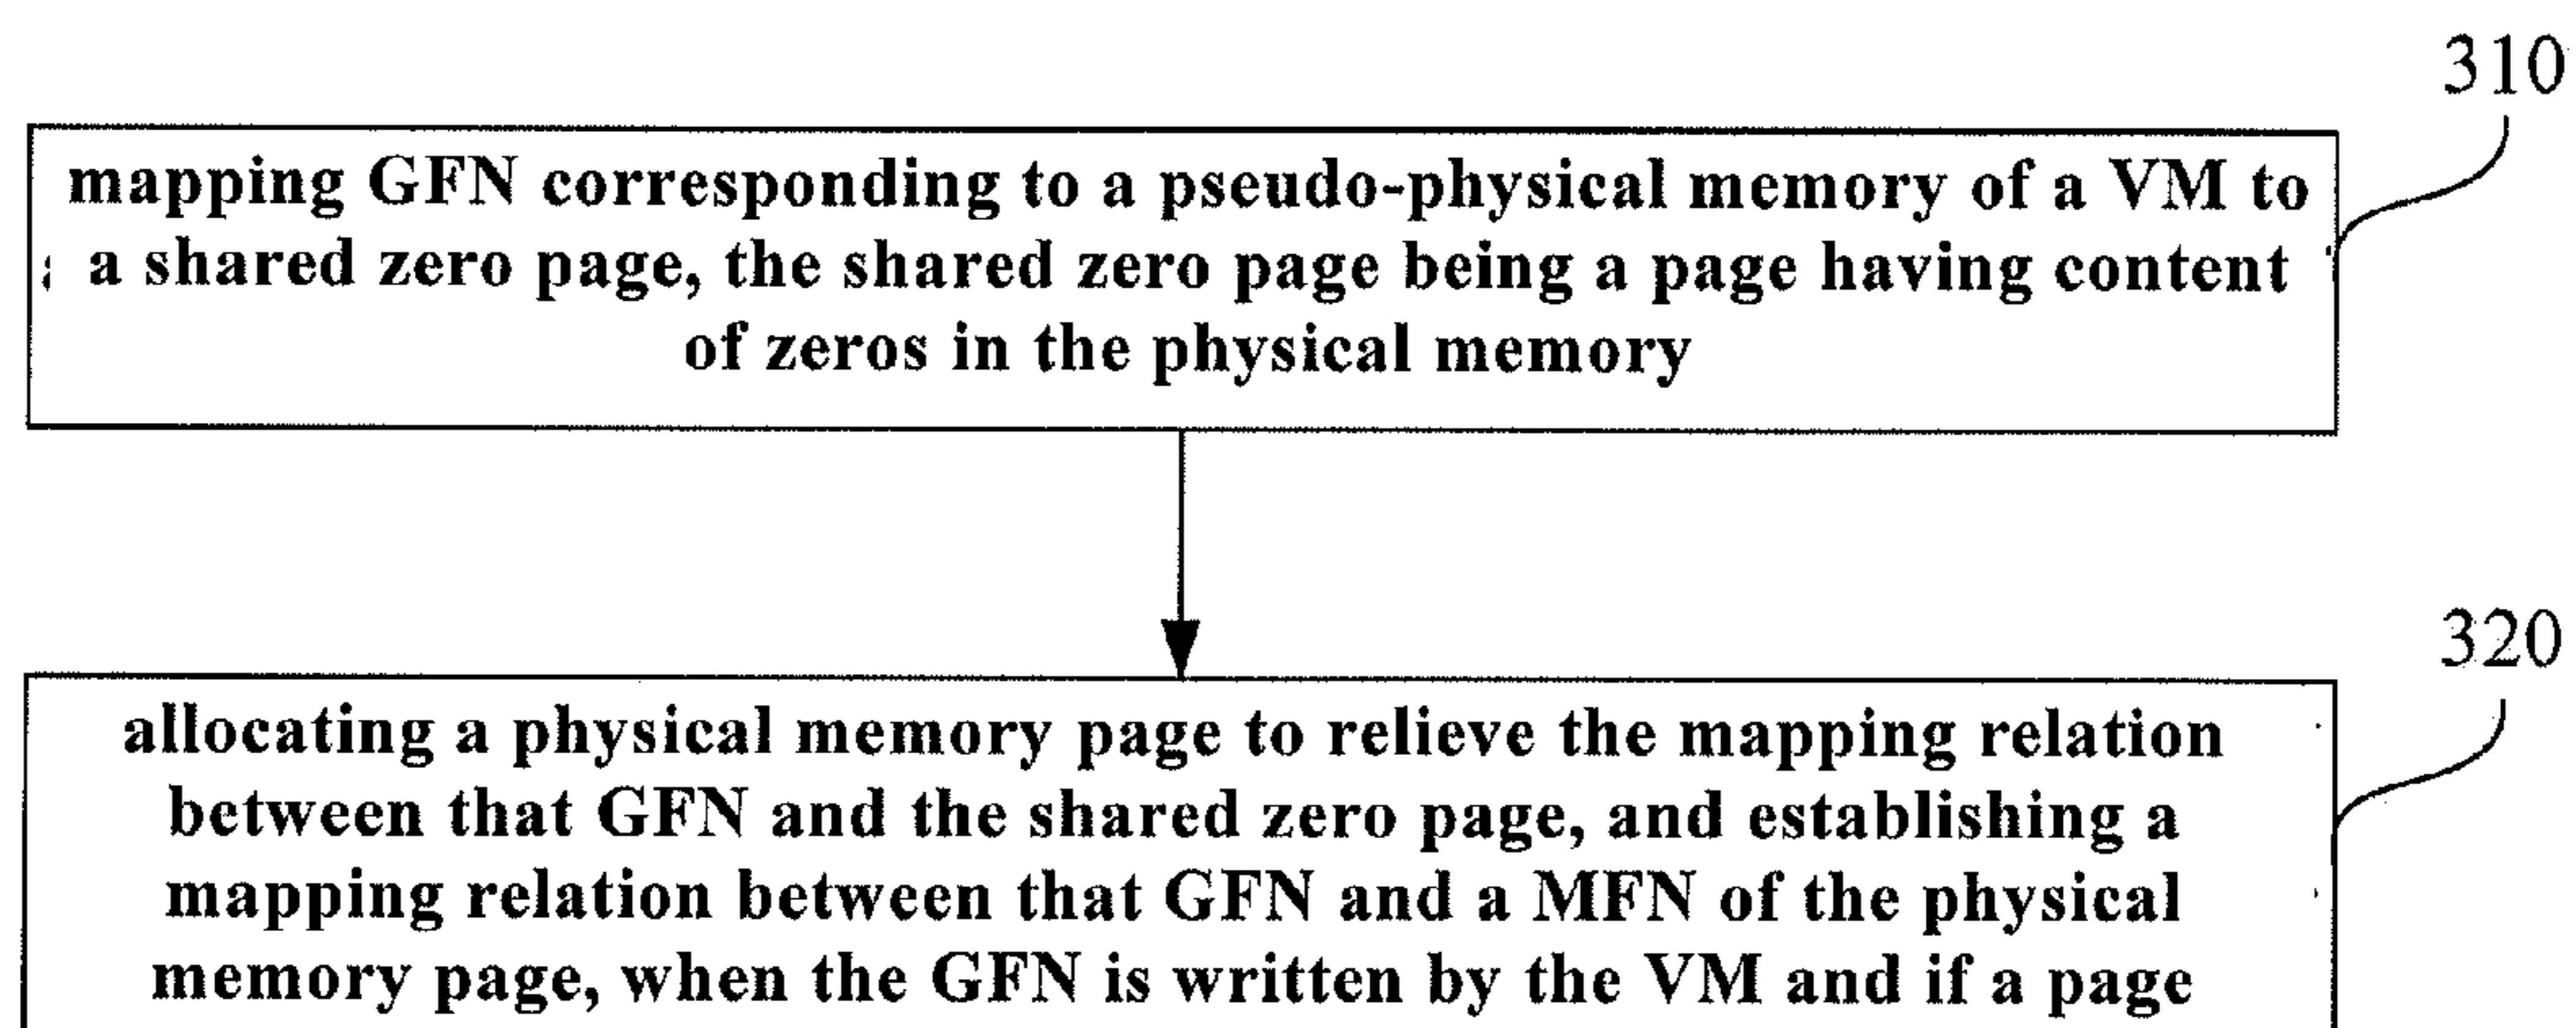 310
mapping GFN corresponding to a pseudo-physical memory of a VM to
a shared zero page, the shared zero page being a page having content
of zeros in the physical memory
320
allocating a physical memory page to relieve the mapping relation
between that GFN and the shared zero page, and establishing a
mapping relation between that GFN and a MFN of the physical
memory page, when the GFN is written by the VM and if a page